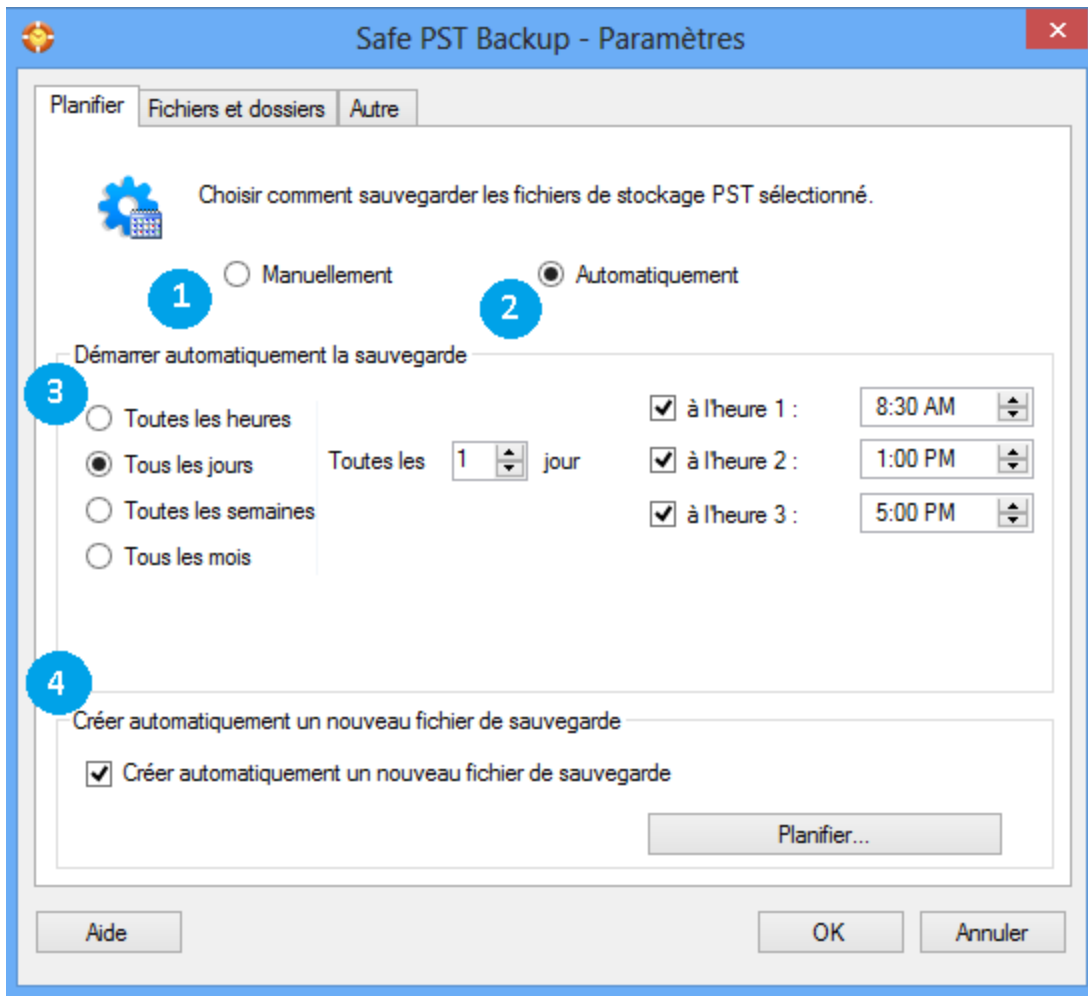 Safe PST Backup - Paramètres
Planifier Fichiers et dossiers Autre
Choisir comment sauvegarder les fichiers de stockage PST sélectionné.
1 Manuellement 2 Automatiquement
Démarrer automatiquement la sauvegarde
3
Toutes les heures
Tous les jours
Toutes les semaines
Tous les mois
Toutes les 1 jour
à l'heure 1 : 8:30 AM
à l'heure 2 : 1:00 PM
à l'heure 3 : 5:00 PM
4
Créer automatiquement un nouveau fichier de sauvegarde
Créer automatiquement un nouveau fichier de sauvegarde
Planifier...
Aide OK Annuler